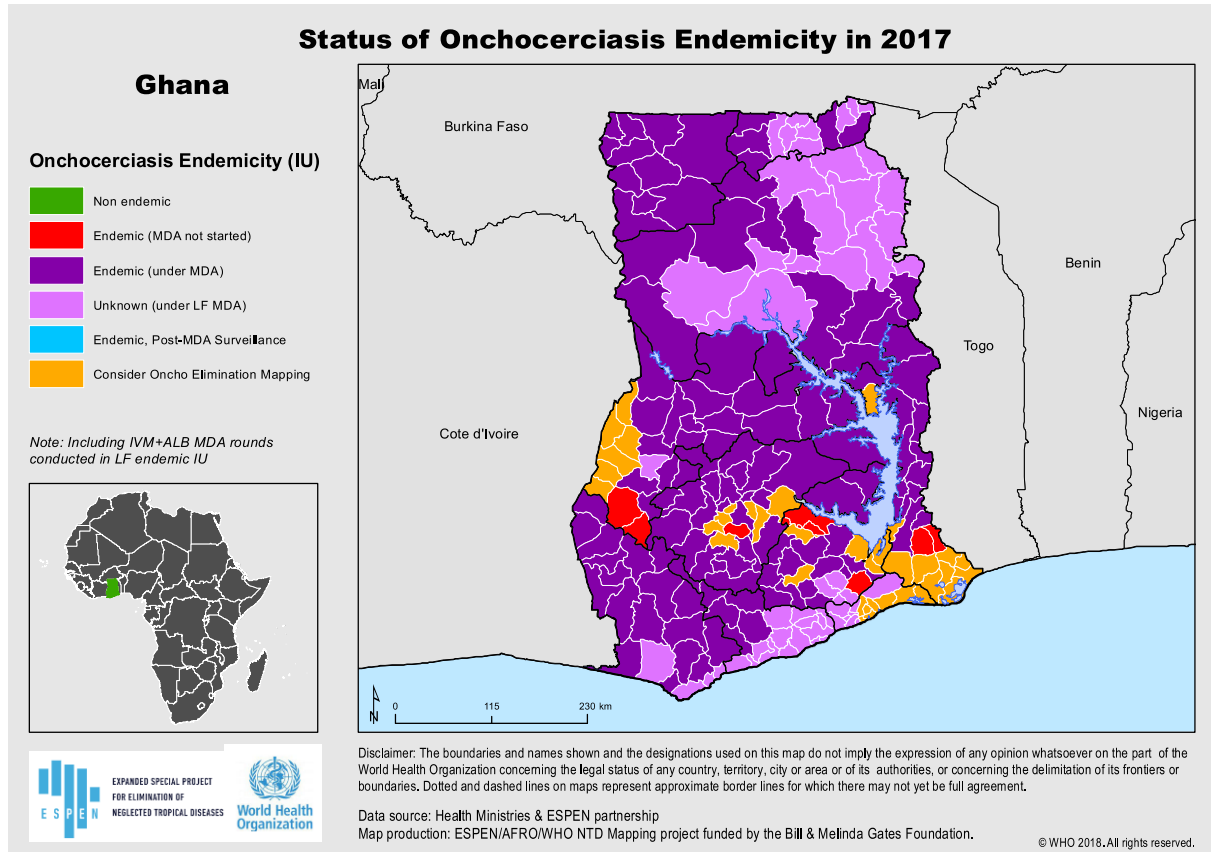 Status of Onchocerciasis Endemicity in 2017
Ghana
Onchocerciasis Endemicity (IU)
Non endemic
Endemic (MDA not started)
Endemic (under MDA)
Unknown (under LF MDA)
Endemic, Post-MDA Surveillance
Consider Oncho Elimination Mapping
Note: Including IVM+ALB MDA rounds
conducted in LF endemic IU
Mali
Burkina Faso
Benin
Togo
Nigeria
Cote d'Ivoire
N
0 115 230 km
ESPEN
EXPANDED SPECIAL PROJECT
FOR ELIMINATION OF
NEGLECTED TROPICAL DISEASES
World Health
Organization
Disclaimer: The boundaries and names shown and the designations used on this map do not imply the expression of any opinion whatsoever on the part of the
World Health Organization concerning the legal status of any country, territory, city or area or of its authorities, or concerning the delimitation of its frontiers or
boundaries. Dotted and dashed lines on maps represent approximate border lines for which there may not yet be full agreement.
Data source: Health Ministries & ESPEN partnership
Map production: ESPEN/AFRO/WHO NTD Mapping project funded by the Bill & Melinda Gates Foundation.
© WHO 2018. All rights reserved.